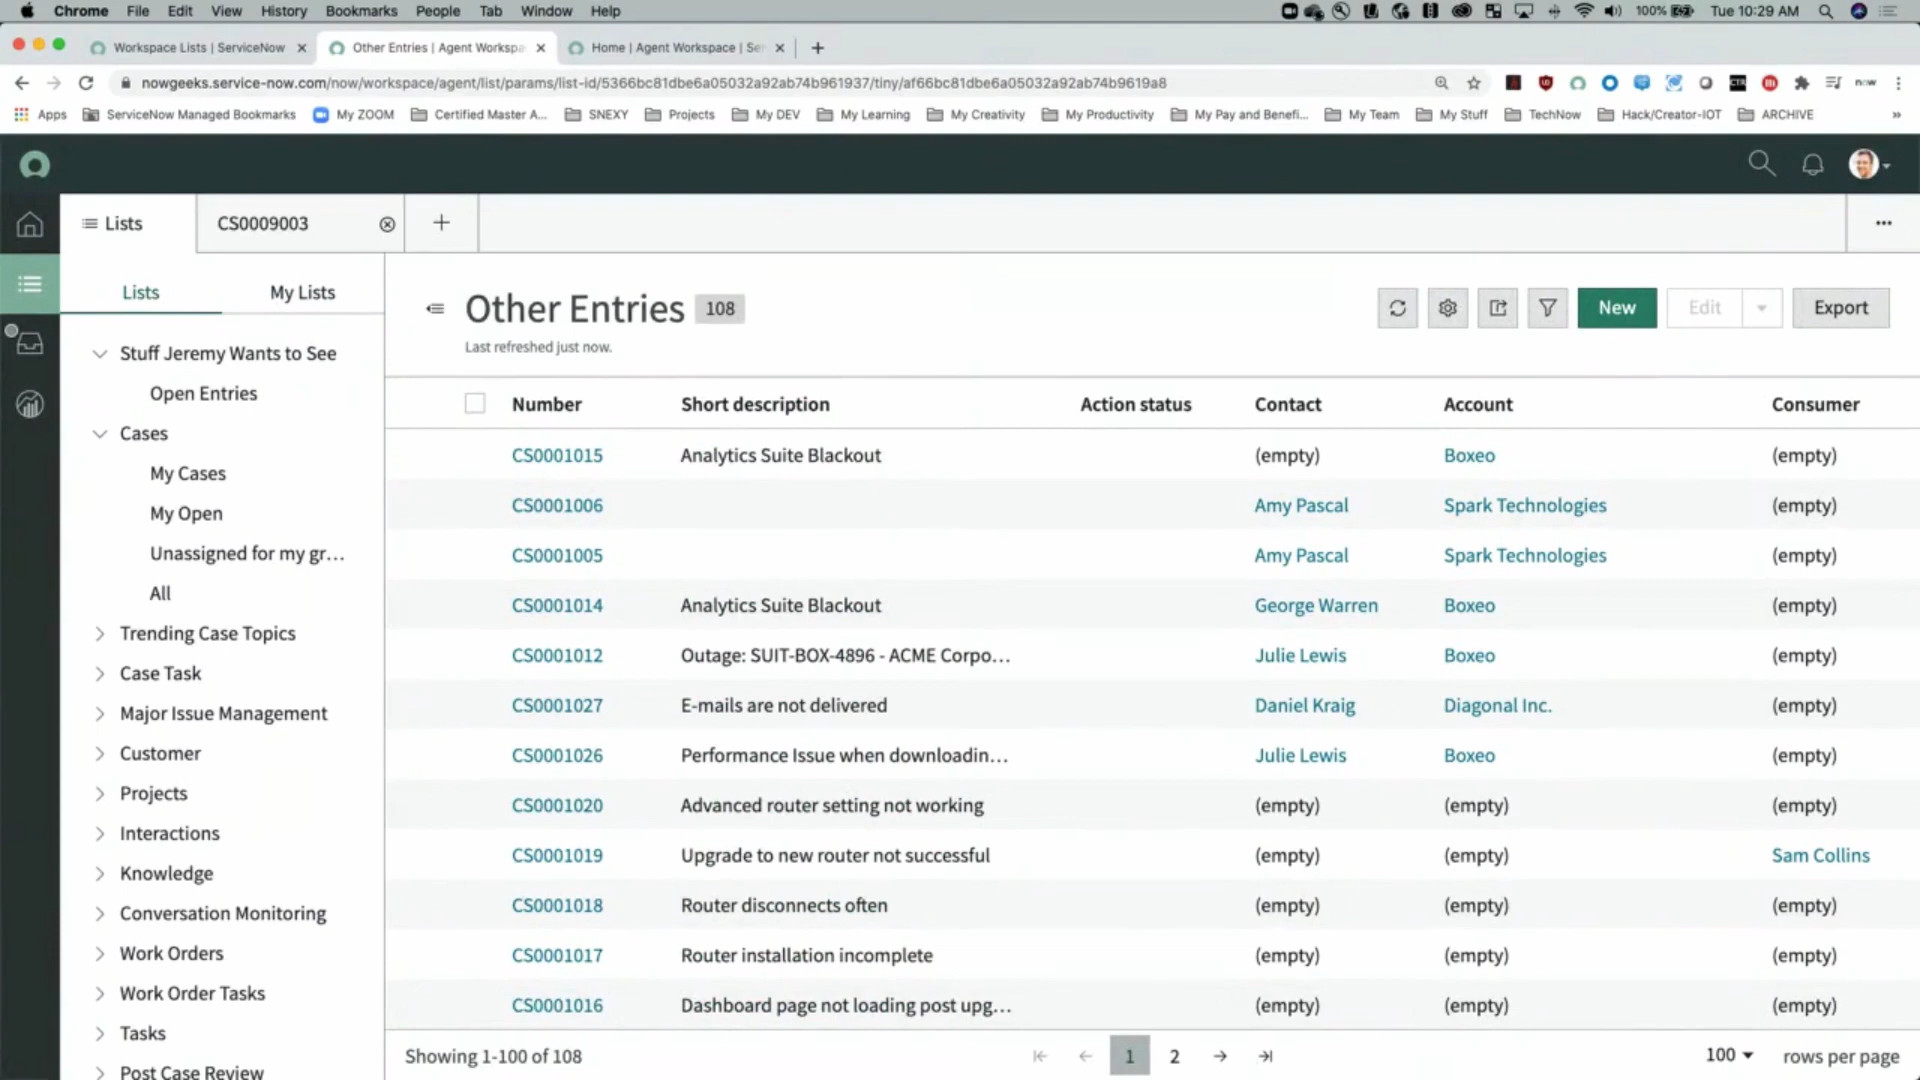 Chrome File Edit View History Bookmarks People Tab Window Help 100% Tue 10:29 AM
Workspace Lists | ServiceNow
Other Entries | Agent Workspa
Home | Agent Workspace | Se
nowgeeks.service-now.com/now/workspace/agent/list/params/list-id/5366bc81dbe6a05032a92ab74b961937/tiny/af66bc81dbe6a05032a92ab74b9619a8
now
Apps ServiceNow Managed Bookmarks My ZOOM Certified Master A... SNEXY Projects My DEV My Learning My Creativity My Productivity My Pay and Benefi... My Team My Stuff TechNow Hack/Creator-IOT ARCHIVE »
Lists
CS0009003
Lists My Lists
Stuff Jeremy Wants to See
Open Entries
Cases
My Cases
My Open
Unassigned for my gr...
All
Trending Case Topics
Case Task
Major Issue Management
Customer
Projects
Interactions
Knowledge
Conversation Monitoring
Work Orders
Work Order Tasks
Tasks
Post Case Review
Other Entries 108
Last refreshed just now.
New Edit Export
Number Short description Action status Contact Account Consumer
CS0001015 Analytics Suite Blackout (empty) Boxeo (empty)
CS0001006 Amy Pascal Spark Technologies (empty)
CS0001005 Amy Pascal Spark Technologies (empty)
CS0001014 Analytics Suite Blackout George Warren Boxeo (empty)
CS0001012 Outage: SUIT-BOX-4896 - ACME Corpo... Julie Lewis Boxeo (empty)
CS0001027 E-mails are not delivered Daniel Kraig Diagonal Inc. (empty)
CS0001026 Performance Issue when downloadin... Julie Lewis Boxeo (empty)
CS0001020 Advanced router setting not working (empty) (empty) (empty)
CS0001019 Upgrade to new router not successful (empty) (empty) Sam Collins
CS0001018 Router disconnects often (empty) (empty) (empty)
CS0001017 Router installation incomplete (empty) (empty) (empty)
CS0001016 Dashboard page not loading post upg... (empty) (empty) (empty)
Showing 1-100 of 108 1 2 100 rows per page